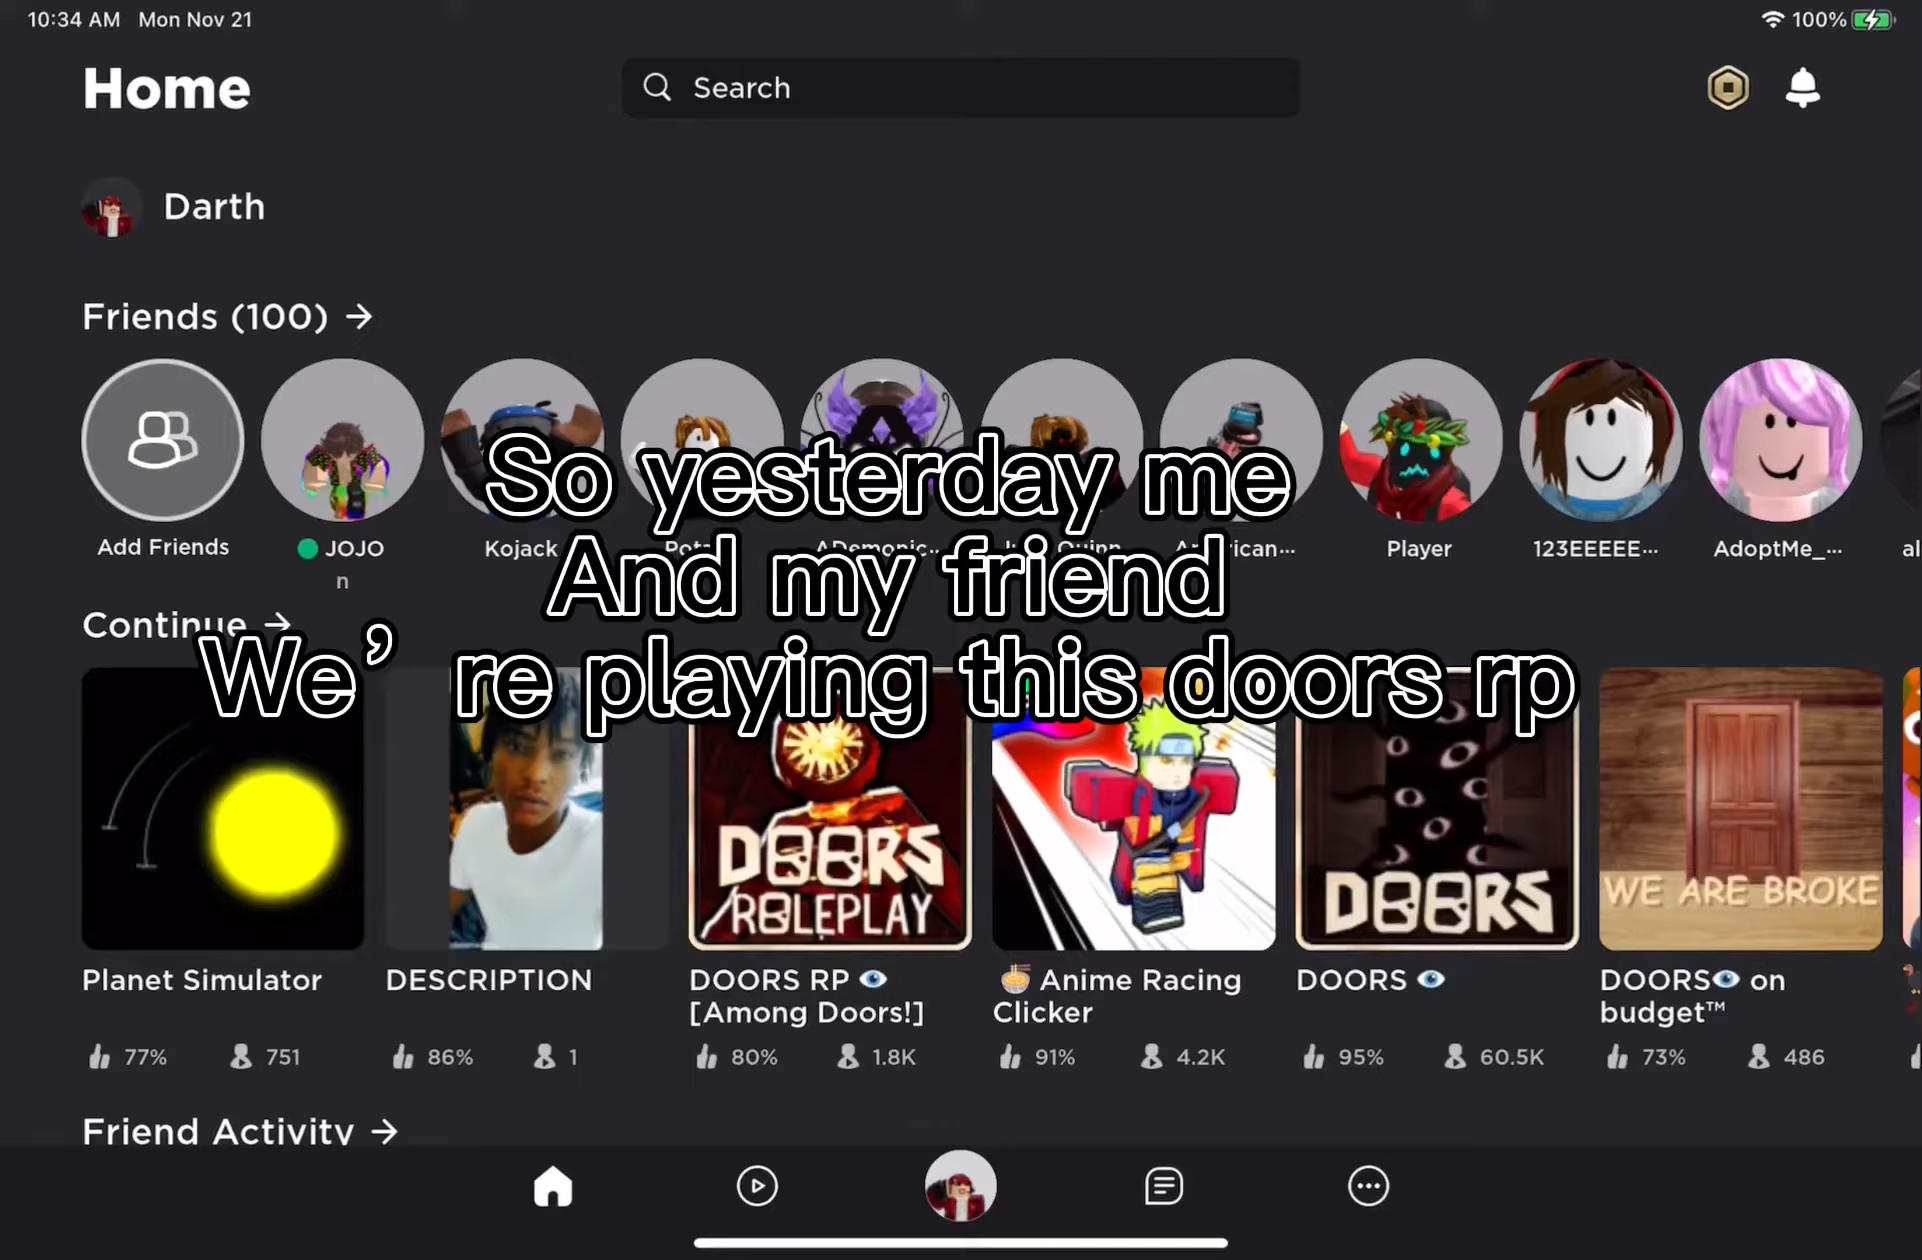 10:34 AM Mon Nov 21
100%
Home
Search
Darth
Friends (100) →
Add Friends
JOJO
n
Kojack
Player
123EEEEE...
AdoptMe_...
al
So yesterday me
And my friend
We’re playing this doors rp
Continue →
DOORS
ROLEPLAY
DOORS
WE ARE BROKE
Planet Simulator
DESCRIPTION
DOORS RP 👁
[Among Doors!]
🍜 Anime Racing
Clicker
DOORS 👁
DOORS👁 on
budget™
77% 751
86% 1
80% 1.8K
91% 4.2K
95% 60.5K
73% 486
Friend Activity →